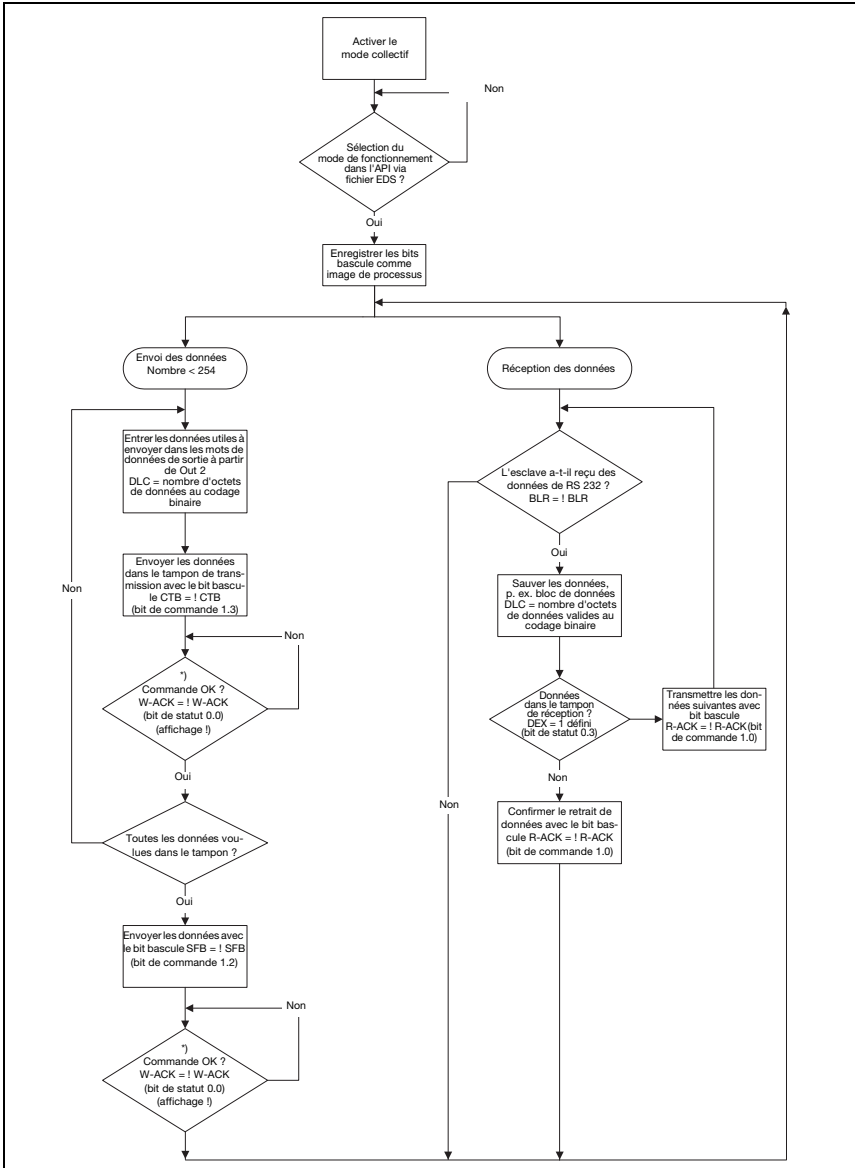 Activer le
mode collectif
Non
Sélection du
mode de fonctionnement
dans l'API via
fichier EDS ?
Oui
Enregistrer les bits
bascule comme
image de processus
Envoi des données
Nombre < 254
Entrer les données utiles à
envoyer dans les mots de
données de sortie à partir
de Out 2
DLC = nombre d'octets
de données au codage
binaire
Envoyer les données
dans le tampon de trans-
mission avec le bit bascu-
le CTB = ! CTB
(bit de commande 1.3)
Non
Non
*)
Commande OK ?
W-ACK = ! W-ACK
(bit de statut 0.0)
(affichage !)
Oui
Toutes les données vou-
lues dans le tampon ?
Oui
Envoyer les données avec
le bit bascule SFB = ! SFB
(bit de commande 1.2)
Non
*)
Commande OK ?
W-ACK = ! W-ACK
(bit de statut 0.0)
(affichage !)
Réception des données
L'esclave a-t-il reçu des
données de RS 232 ?
BLR = ! BLR
Oui
Sauver les données,
p. ex. bloc de données
DLC = nombre d'octets
de données valides au
codage binaire
Données
dans le tampon
de réception ?
DEX = 1 défini
(bit de statut 0.3)
Transmettre les don-
nées suivantes avec
bit bascule
R-ACK = ! R-ACK(bit
de commande 1.0)
Non
Non
Confirmer le retrait de
données avec le bit bas-
cule R-ACK = ! R-ACK
(bit de commande 1.0)